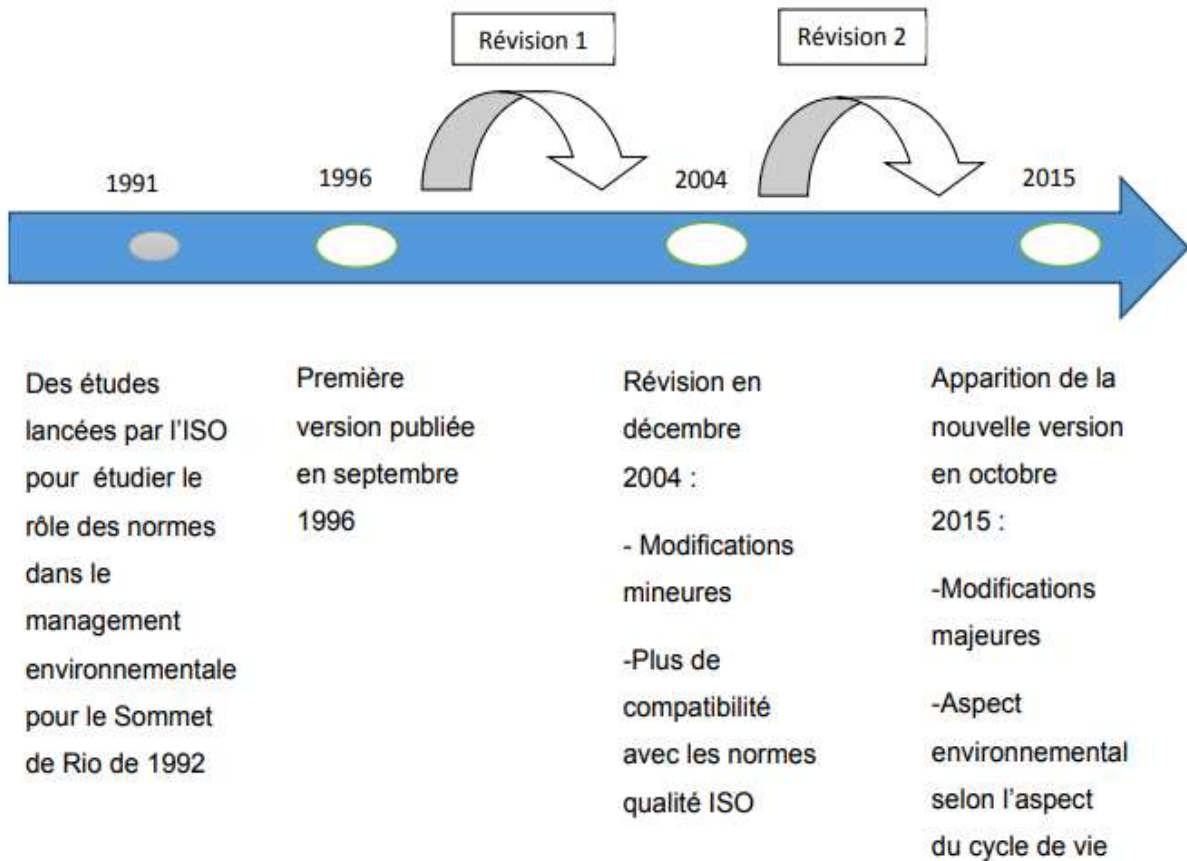 Révision 1
Révision 2
1991
1996
2004
2015
Des études
lancées par l'ISO
pour étudier le
rôle des normes
dans le
management
environnementale
pour le Sommet
de Rio de 1992
Première
version publiée
en septembre
1996
Révision en
décembre
2004 :
- Modifications
mineures
-Plus de
compatibilité
avec les normes
qualité ISO
Apparition de la
nouvelle version
en octobre
2015 :
-Modifications
majeures
-Aspect
environnemental
selon l'aspect
du cycle de vie